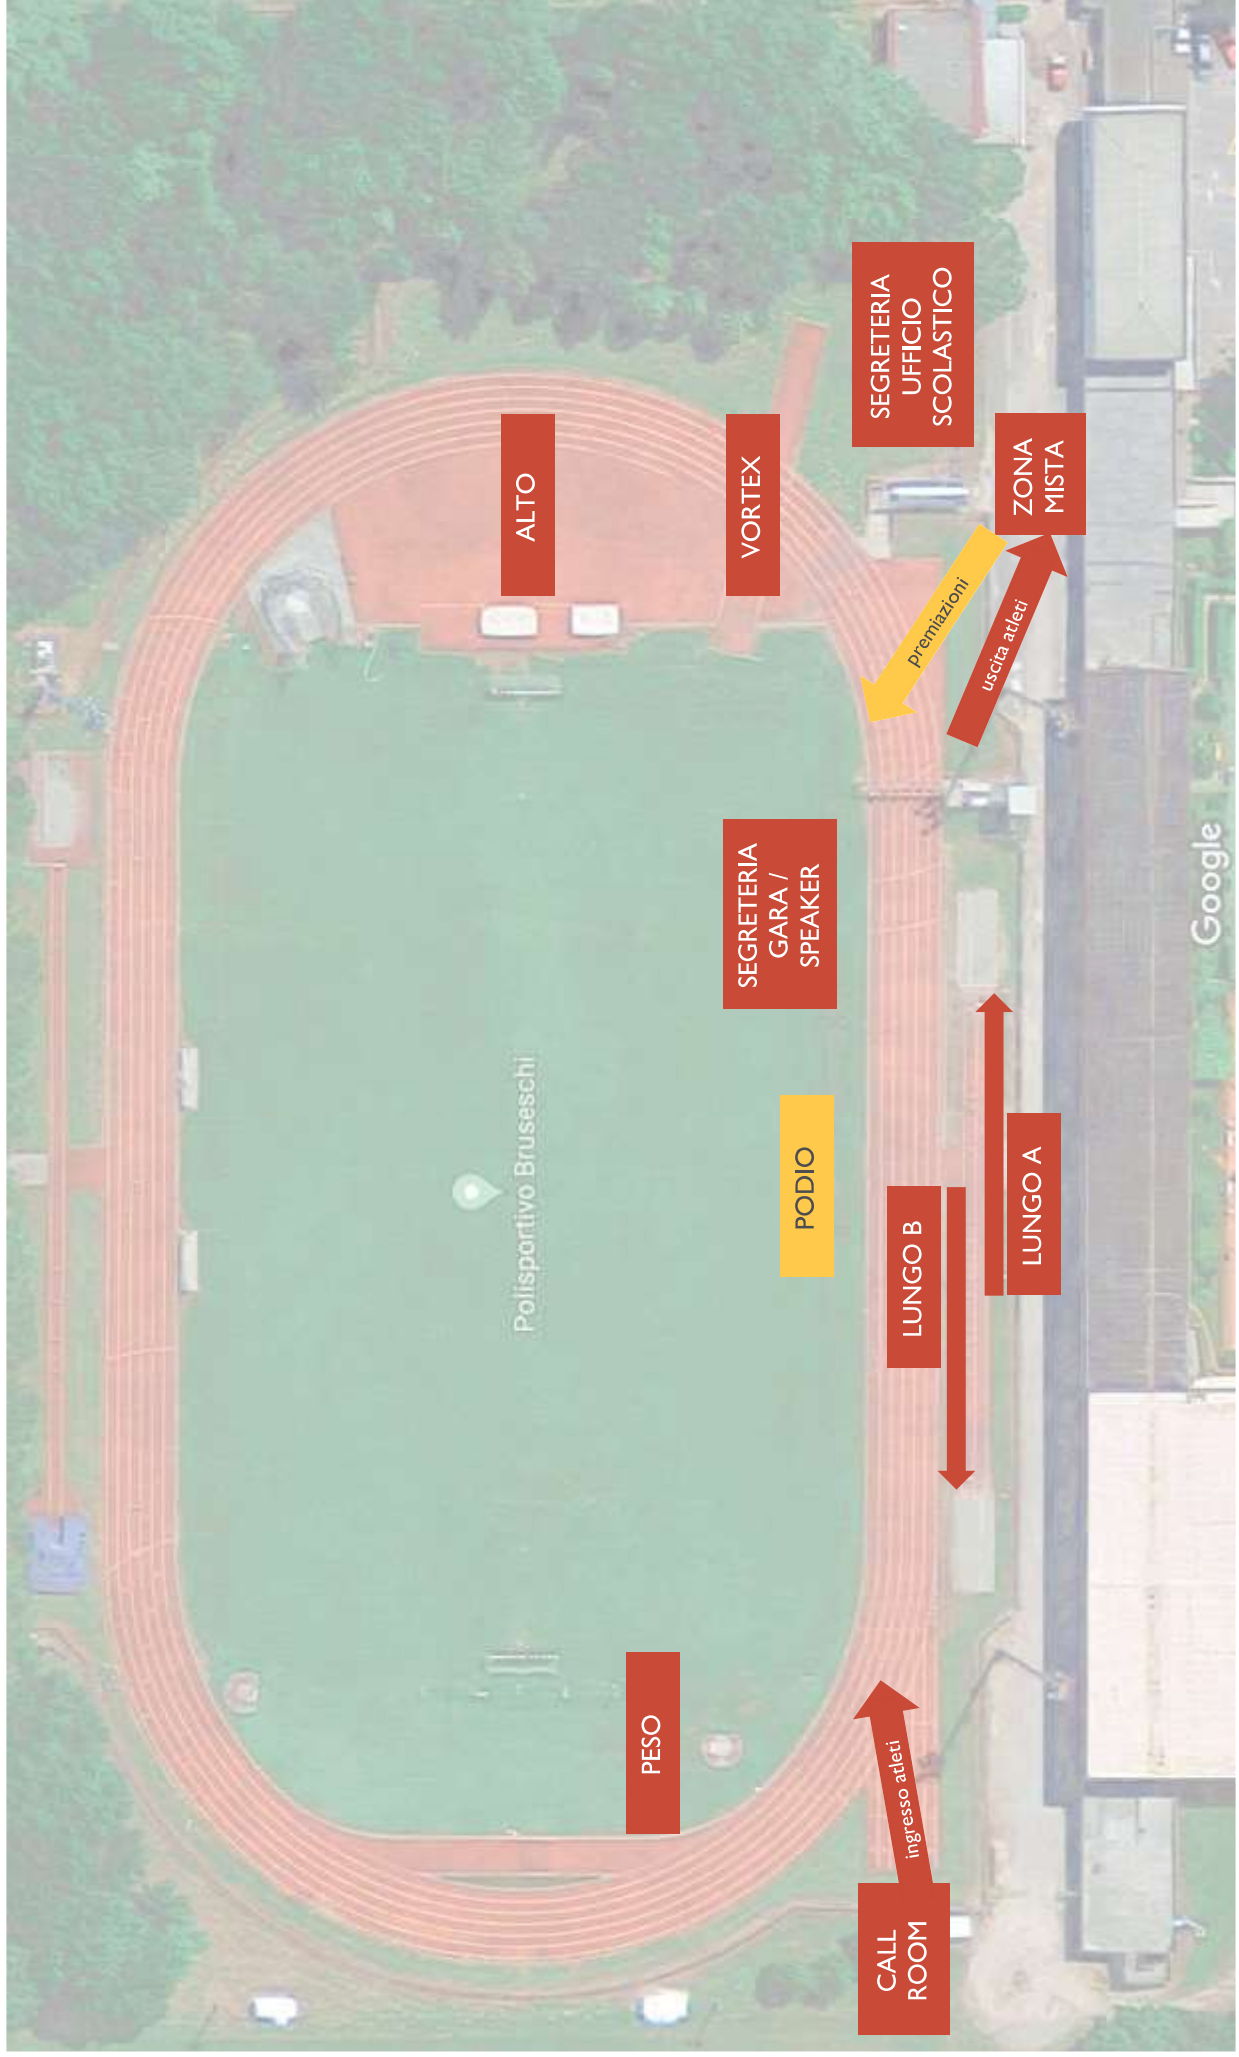 ALTO
VORTEX
SEGRETERIA
UFFICIO
SCOLASTICO
ZONA
MISTA
premiazioni
uscita atleti
SEGRETERIA
GARA /
SPEAKER
Google
Polisportivo Bruseschi
PODIO
LUNGO B
LUNGO A
PESO
ingresso atleti
CALL
ROOM